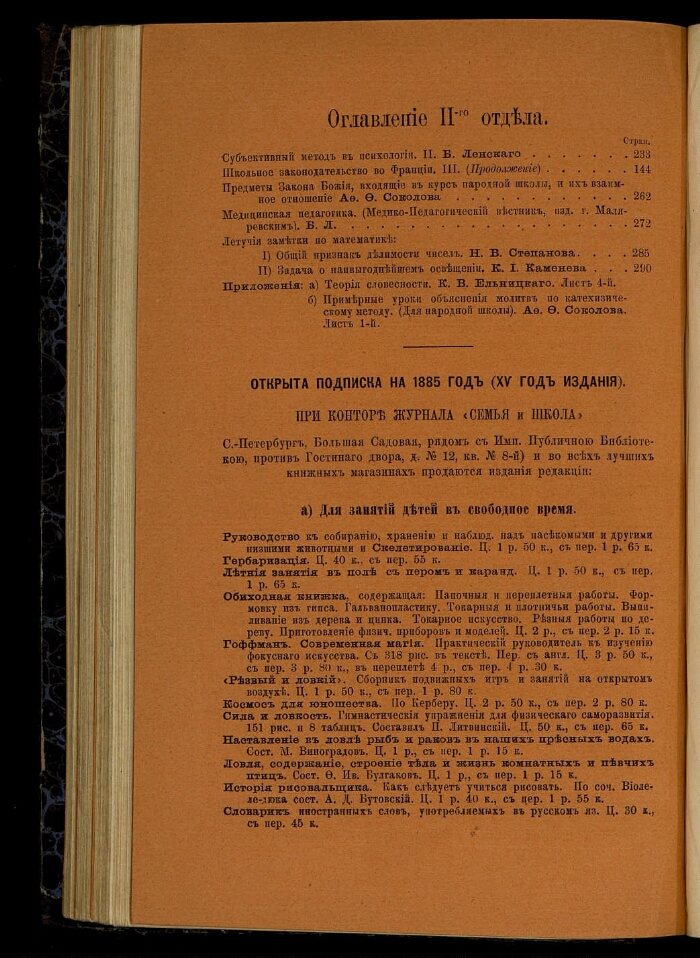 Оглавленіе II-го отдѣла.
Стран.
Субъективный методъ въ психологіи. П. Б. Ленскаго . . . . . . . 233
Школьное законодательство во Франціи. III. (Продолженіе) . . . . . . 144
Предметы Закона Божія, входящіе въ курсъ народной школы, и ихъ взаим-
ное отношеніе Аѳ. Ѳ. Соколова . . . . . . . . . . . . 262
Медицинская педагогика. (Медико-Педагогическій вѣстникъ, изд. г. Маля-
ревскимъ). Б. Л. . . . . . . . . . . . . . . . . . . 272
Летучія замѣтки по математикѣ:
I) Общій признакъ дѣлимости чиселъ. Н. В. Степанова. . . . 285
II) Задача о наивыгоднѣйшемъ освѣщеніи. К. I. Каменева . . . 290
Приложенія: а) Теорія словесности. К. В. Ельницкаго. Листъ 4-й.
б) Примѣрные уроки объясненія молитвъ по катехизиче-
скому методу. (Для народной школы). Аѳ. Ѳ. Соколова.
Листъ 1-й.
ОТКРЫТА ПОДПИСКА НА 1885 ГОДЪ (XV ГОДЪ ИЗДАНІЯ).
ПРИ КОНТОРѢ ЖУРНАЛА «СЕМЬЯ и ШКОЛА»
С.-Петербургъ, Большая Садовая, рядомъ съ Имп. Публичною Библіоте-
кою, противъ Гостинаго двора, д. № 12, кв. № 8-й) и во всѣхъ лучшихъ
книжныхъ магазинахъ продаются изданія редакціи:
а) Для занятій дѣтей въ свободное время.
Руководство къ собиранію, храненію и наблюд. надъ насѣкомыми и другими
низшими животными и Скелетированіе. Ц. 1 р. 50 к., съ пер. 1 р. 65 к.
Гербаризація. Ц. 40 к., съ пер. 55 к.
Лѣтнія занятія въ полѣ съ перомъ и каранд. Ц. 1 р. 50 к., съ пер.
1 р. 65 к.
Обиходная книжка, содержащая: Папочныя и переплетныя работы. Фор-
мовку изъ гипса. Гальванопластику. Токарныя и плотничьи работы. Выпи-
ливаніе изъ дерева и цинка. Токарное искусство. Рѣзныя работы по де-
реву. Приготовленіе физич. приборовъ и моделей. Ц. 2 р., съ пер. 2 р. 15 к.
Гоффманъ. Современная магія. Практическій руководитель къ изученію
фокуснаго искусства. Съ 318 рис. въ текстѣ. Пер. съ англ. Ц. 3 р. 50 к.,
съ пер. 3 р. 80 к., въ переплетѣ 4 р., съ пер. 4 р. 30 к.
«Рѣзвый и ловкій». Сборникъ подвижныхъ игръ и занятій на открытомъ
воздухѣ. Ц. 1 р. 50 к., съ пер. 1 р. 80 к.
Космосъ для юношества. По Керберу. Ц. 2 р. 50 к., съ пер. 2 р. 80 к.
Сила и ловкость. Гимнастическія упражненія для физическаго саморазвитія.
151 рис. и 8 таблицъ. Составилъ П. Литвинскій. Ц. 50 к., съ пер. 65 к.
Наставленіе въ ловлѣ рыбъ и раковъ въ нашихъ прѣсныхъ водахъ.
Сост. М. Виноградовъ. Ц. 1 р., съ пер. 1 р. 15 к.
Ловля, содержаніе, строеніе тѣла и жизнь комнатныхъ и пѣвчихъ
птицъ. Сост. Ѳ. Ив. Булгаковъ. Ц. 1 р., съ пер. 1 р. 15 к.
Исторія рисовальщика. Какъ слѣдуетъ учиться рисовать. По соч. Віоле-
ле-дюка сост. А. Д. Бутовскій. Ц. 1 р. 40 к., съ пер. 1 р. 55 к.
Словарикъ иностранныхъ словъ, употребляемыхъ въ русскомъ яз. Ц. 30 к.,
съ пер. 45 к.